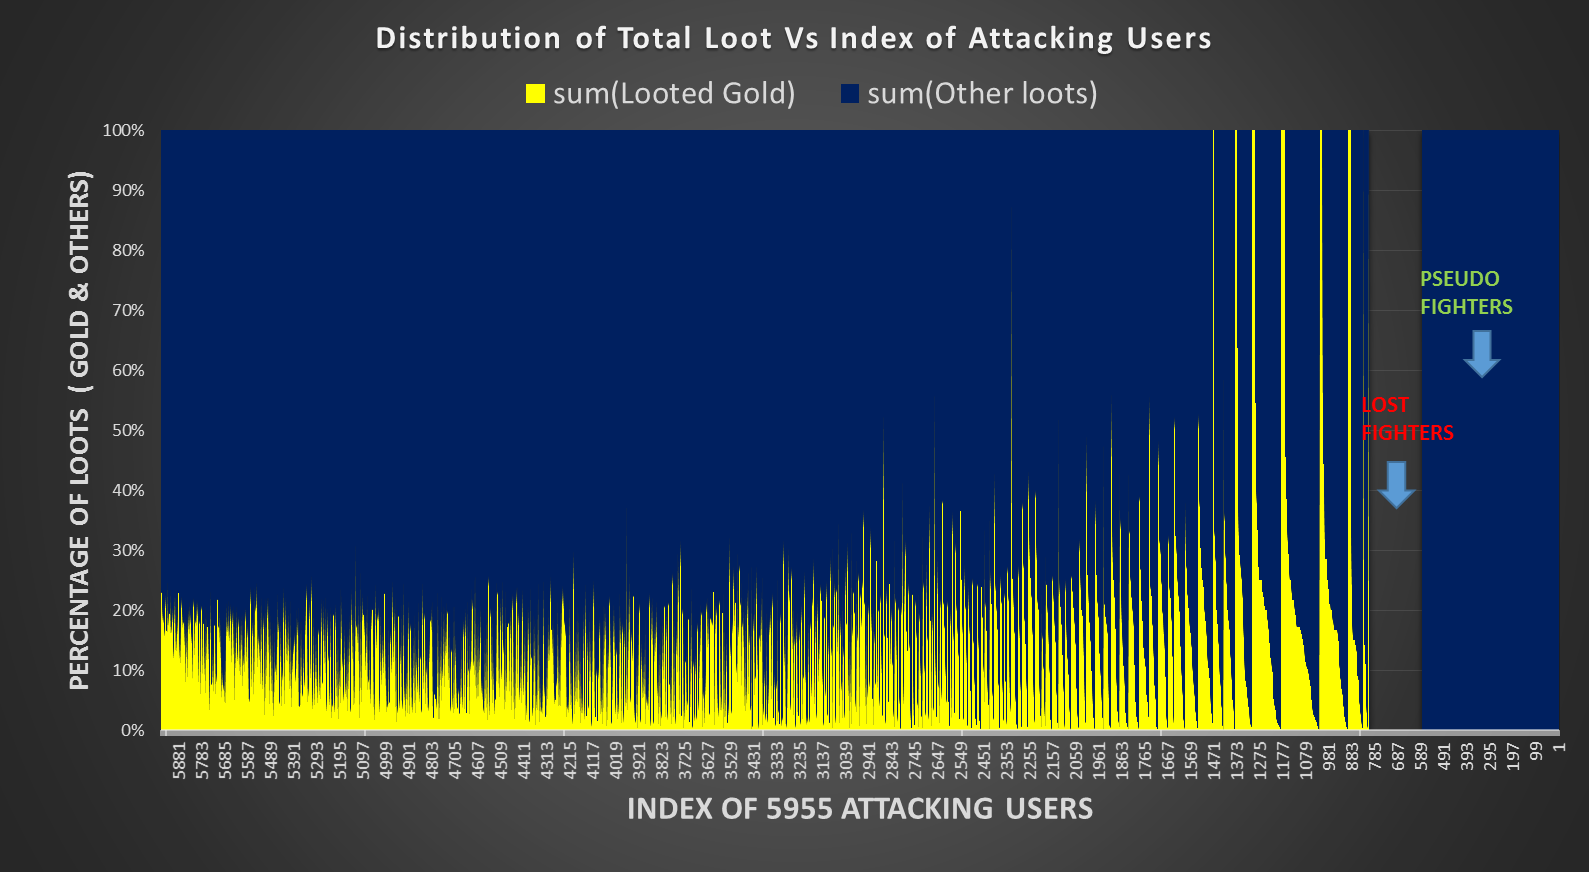 Distribution of Total Loot Vs Index of Attacking Users
sum(Looted Gold) sum(Other loots)
PERCENTAGE OF LOOTS ( GOLD & OTHERS)
100%
90%
80%
70%
60%
50%
40%
30%
20%
10%
0%
PSEUDO
FIGHTERS
LOST
FIGHTERS
5881 5783 5685 5587 5489 5391 5293 5195 5097 4999 4901 4803 4705 4607 4509 4411 4313 4215 4117 4019 3921 3823 3725 3627 3529 3431 3333 3235 3137 3039 2941 2843 2745 2647 2549 2451 2353 2255 2157 2059 1961 1863 1765 1667 1569 1471 1373 1275 1177 1079 981 883 785 687 589 491 393 295 197 99 1
INDEX OF 5955 ATTACKING USERS